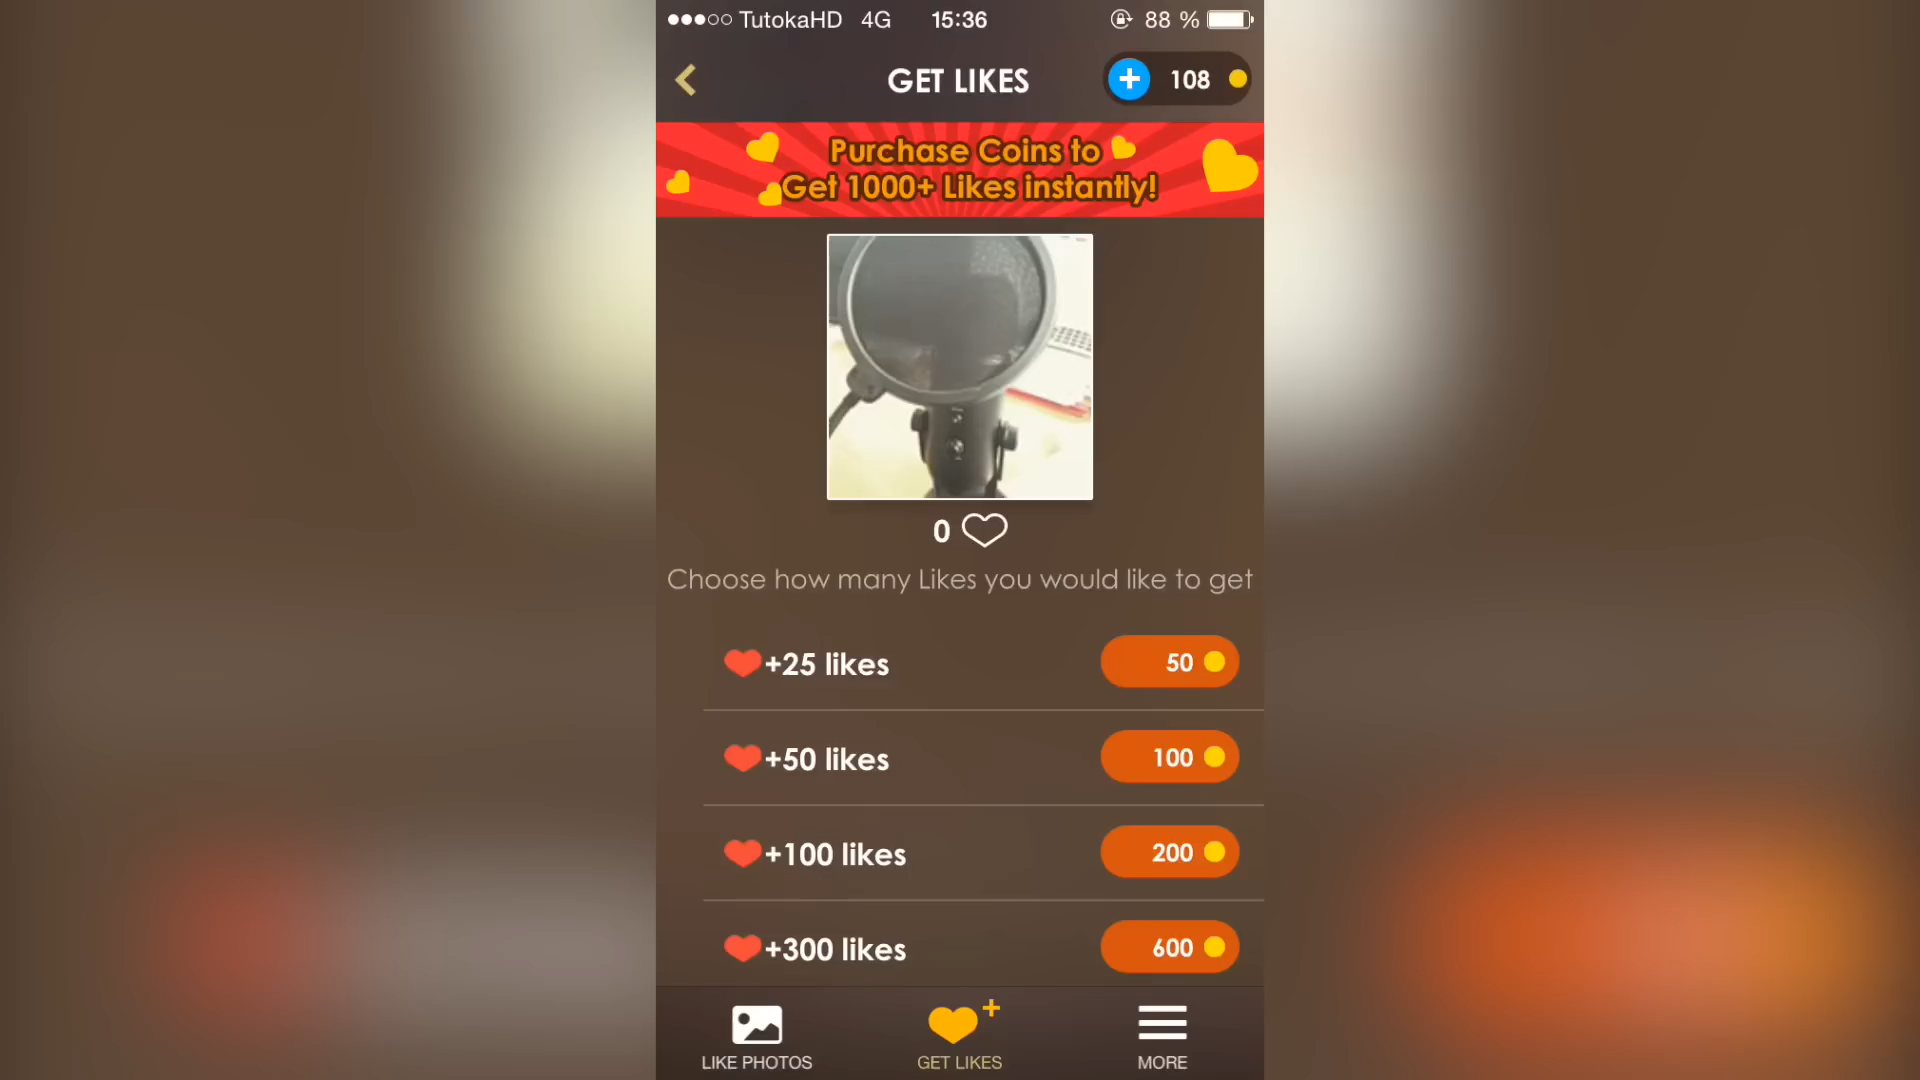 TutokaHD 4G 15:36 88 %
GET LIKES
108
Purchase Coins to
Get 1000+ Likes instantly!
0
Choose how many Likes you would like to get
+25 likes 50
+50 likes 100
+100 likes 200
+300 likes 600
LIKE PHOTOS GET LIKES MORE